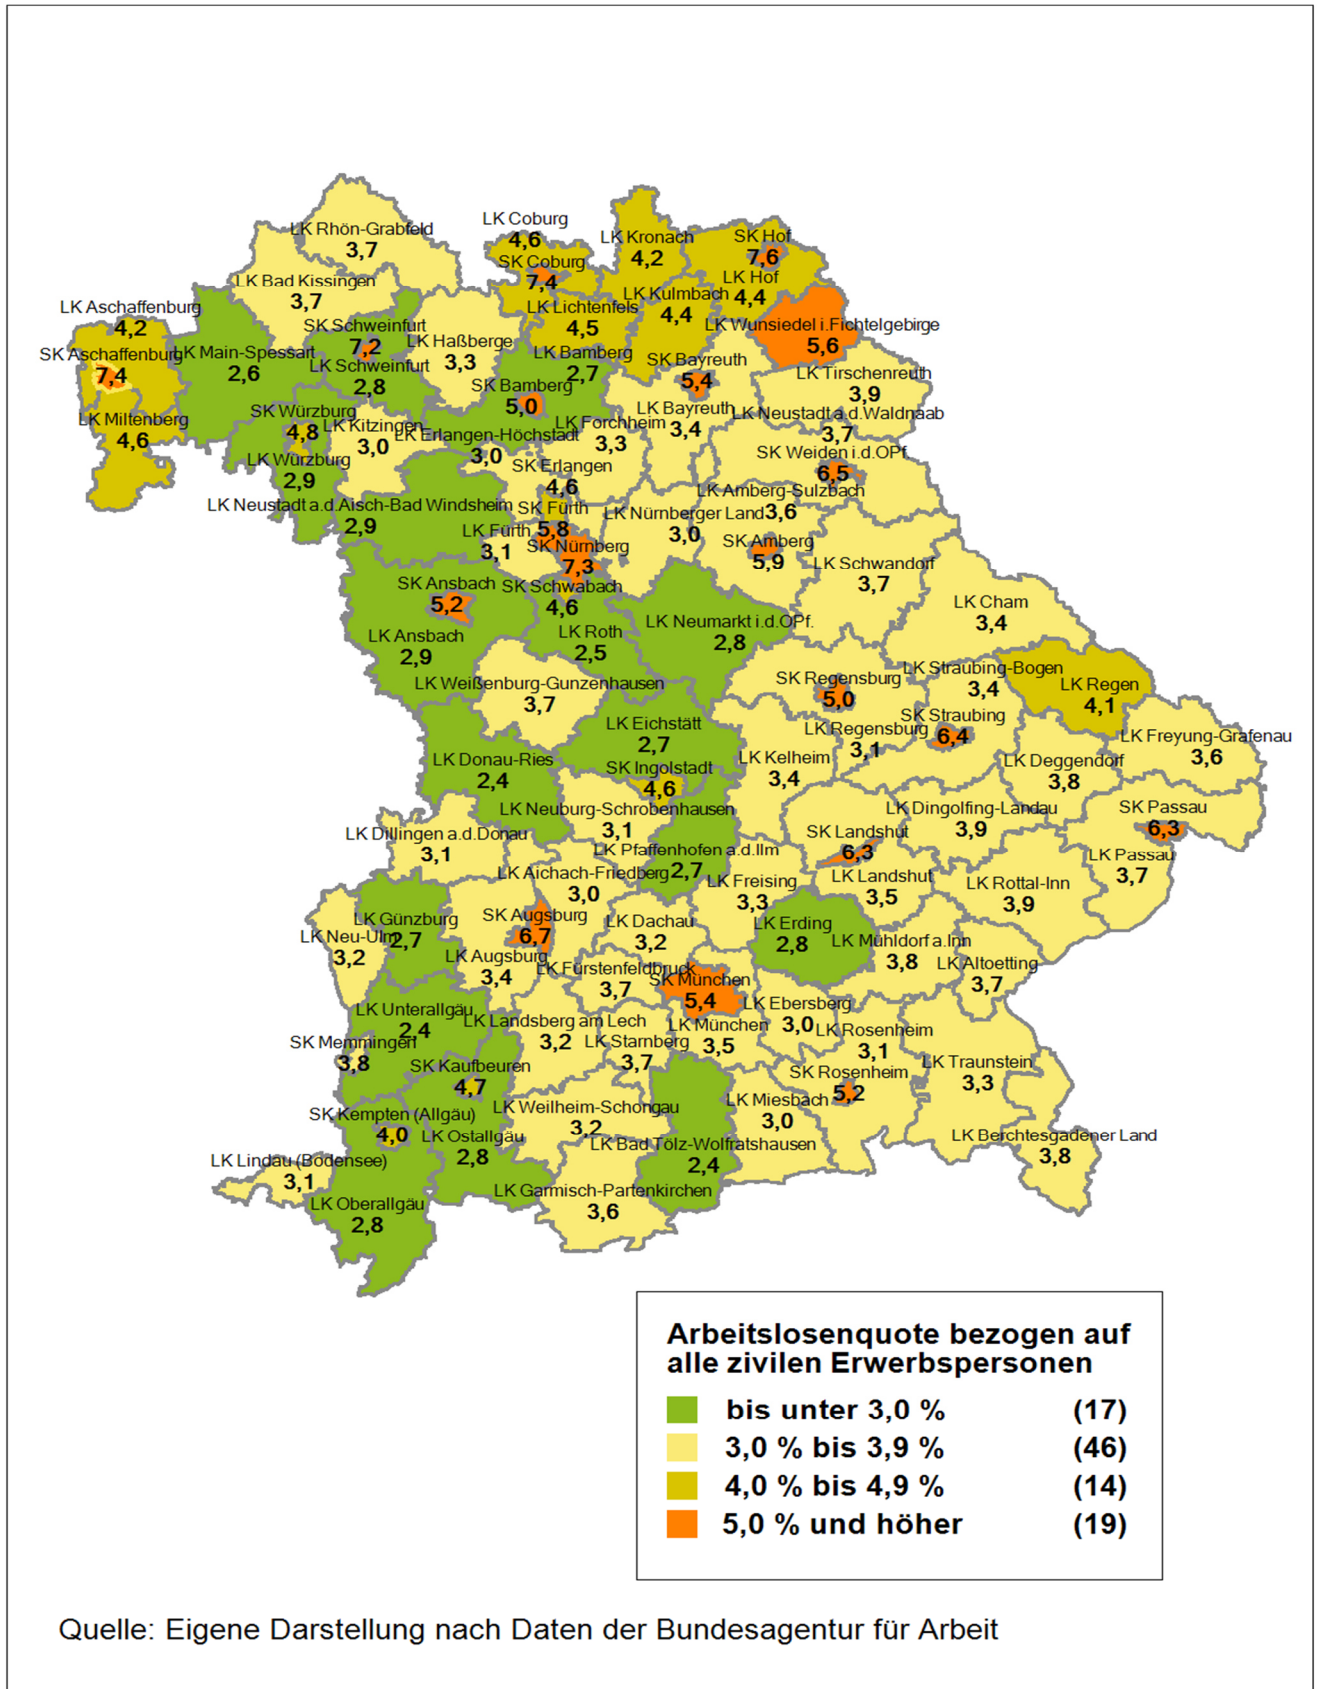 LK Rhön-Grabfeld
3,7
LK Coburg
4,6
LK Kronach
4,2
SK Hof
7,6
SK Coburg
7,4
LK Hof
4,4
LK Bad Kissingen
3,7
LK Kulmbach
4,4
LK Aschaffenburg
4,2
LK Lichtenfels
4,5
SK Schweinfurt
7,2
LK Wunsiedel i.Fichtelgebirge
5,6
LK Haßberge
3,3
SK Aschaffenburg
7,4
LK Main-Spessart
2,6
LK Bamberg
2,7
SK Bayreuth
5,4
LK Schweinfurt
2,8
LK Tirschenreuth
3,9
SK Bamberg
5,0
LK Miltenberg
4,6
SK Würzburg
4,8
LK Kitzingen
3,0
LK Bayreuth
3,4
LK Neustadt a.d.Waldnaab
3,7
LK Forchheim
3,3
LK Erlangen-Höchstadt
3,0
LK Würzburg
2,9
SK Erlangen
4,6
SK Weiden i.d.OPf.
6,5
LK Amberg-Sulzbach
3,6
LK Neustadt a.d.Aisch-Bad Windsheim
2,9
SK Fürth
5,8
LK Nürnberger Land
3,0
LK Fürth
3,1
SK Nürnberg
7,3
SK Amberg
5,9
LK Schwandorf
3,7
SK Ansbach
5,2
SK Schwabach
4,6
LK Cham
3,4
LK Ansbach
2,9
LK Roth
2,5
LK Neumarkt i.d.OPf.
2,8
LK Weißenburg-Gunzenhausen
3,7
SK Regensburg
5,0
LK Straubing-Bogen
3,4
LK Regen
4,1
LK Eichstätt
2,7
LK Regensburg
3,1
SK Straubing
6,4
LK Freyung-Grafenau
3,6
LK Donau-Ries
2,4
SK Ingolstadt
4,6
LK Kelheim
3,4
LK Deggendorf
3,8
LK Neuburg-Schrobenhausen
3,1
LK Dingolfing-Landau
3,9
SK Passau
6,3
LK Dillingen a.d.Donau
3,1
SK Landshut
6,3
LK Pfaffenhofen a.d.Ilm
2,7
LK Passau
3,7
LK Aichach-Friedberg
3,0
LK Freising
3,3
LK Landshut
3,5
LK Rottal-Inn
3,9
LK Günzburg
2,7
SK Augsburg
6,7
LK Dachau
3,2
LK Erding
2,8
LK Neu-Ulm
3,2
LK Mühldorf a.Inn
3,8
LK Augsburg
3,4
LK Fürstenfeldbruck
3,7
LK Altoetting
3,7
SK München
5,4
LK Unterallgäu
2,4
LK Ebersberg
3,0
LK Landsberg am Lech
3,2
LK München
3,5
LK Rosenheim
3,1
SK Memmingen
3,8
LK Starnberg
3,7
LK Traunstein
3,3
SK Kaufbeuren
4,7
SK Rosenheim
5,2
LK Miesbach
3,0
SK Kempten (Allgäu)
4,0
LK Weilheim-Schongau
3,2
LK Ostallgäu
2,8
LK Bad Tölz-Wolfratshausen
2,4
LK Berchtesgadener Land
3,8
LK Lindau (Bodensee)
3,1
LK Garmisch-Partenkirchen
3,6
LK Oberallgäu
2,8
Arbeitslosenquote bezogen auf
alle zivilen Erwerbspersonen
bis unter 3,0 % (17)
3,0 % bis 3,9 % (46)
4,0 % bis 4,9 % (14)
5,0 % und höher (19)
Quelle: Eigene Darstellung nach Daten der Bundesagentur für Arbeit